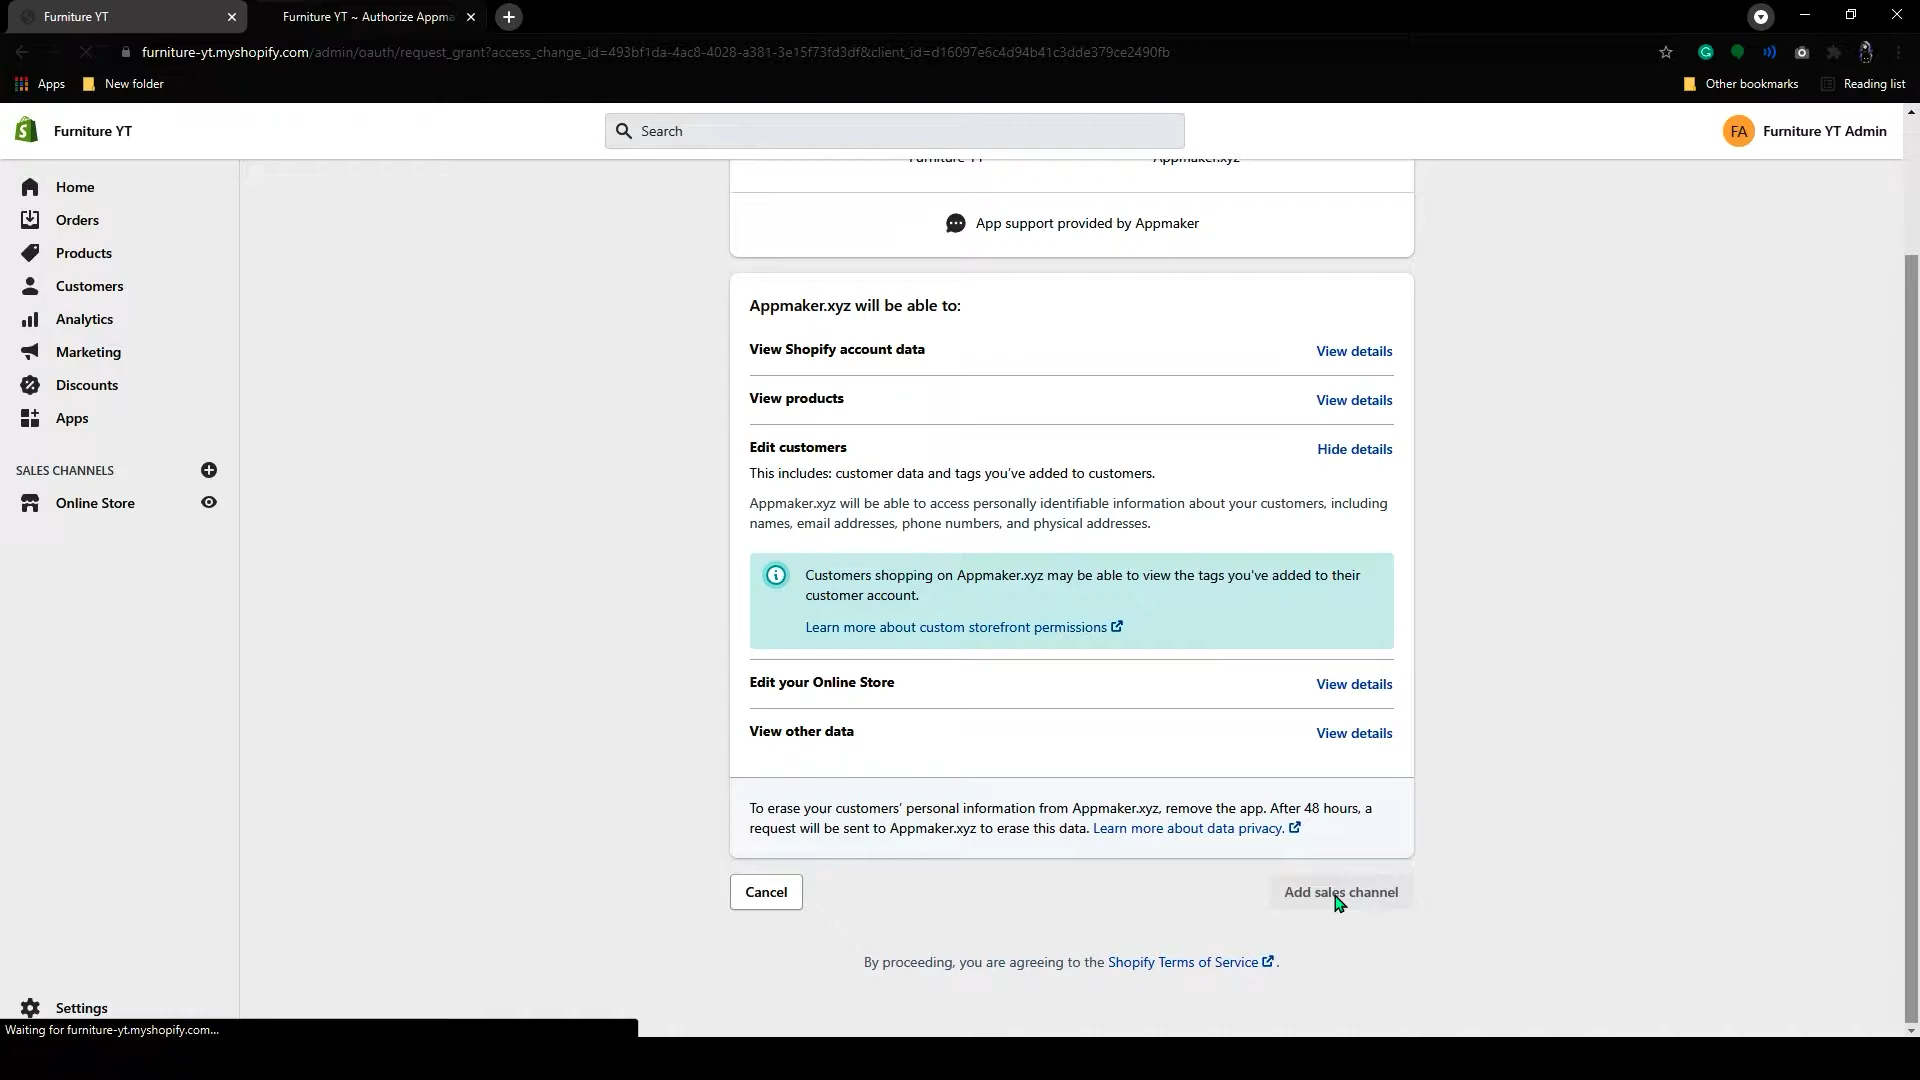 Furniture YT
Furniture YT ~ Authorize Appma
furniture-yt.myshopify.com/admin/oauth/request_grant?access_change_id=493bf1da-4ac8-4028-a381-3e15f73fd3df&client_id=d16097e6c4d94b41c3dde379ce2490fb
Apps
New folder
Other bookmarks
Reading list
Furniture YT
Search
FA
Furniture YT Admin
Furniture YT
Appmaker.xyz
Home
Orders
Products
Customers
Analytics
Marketing
Discounts
Apps
SALES CHANNELS
Online Store
Settings
App support provided by Appmaker
Appmaker.xyz will be able to:
View Shopify account data
View details
View products
View details
Edit customers
Hide details
This includes: customer data and tags you’ve added to customers.
Appmaker.xyz will be able to access personally identifiable information about your customers, including
names, email addresses, phone numbers, and physical addresses.
Customers shopping on Appmaker.xyz may be able to view the tags you've added to their
customer account.
Learn more about custom storefront permissions
Edit your Online Store
View details
View other data
View details
To erase your customers’ personal information from Appmaker.xyz, remove the app. After 48 hours, a
request will be sent to Appmaker.xyz to erase this data. Learn more about data privacy.
Cancel
Add sales channel
By proceeding, you are agreeing to the Shopify Terms of Service .
Waiting for furniture-yt.myshopify.com...